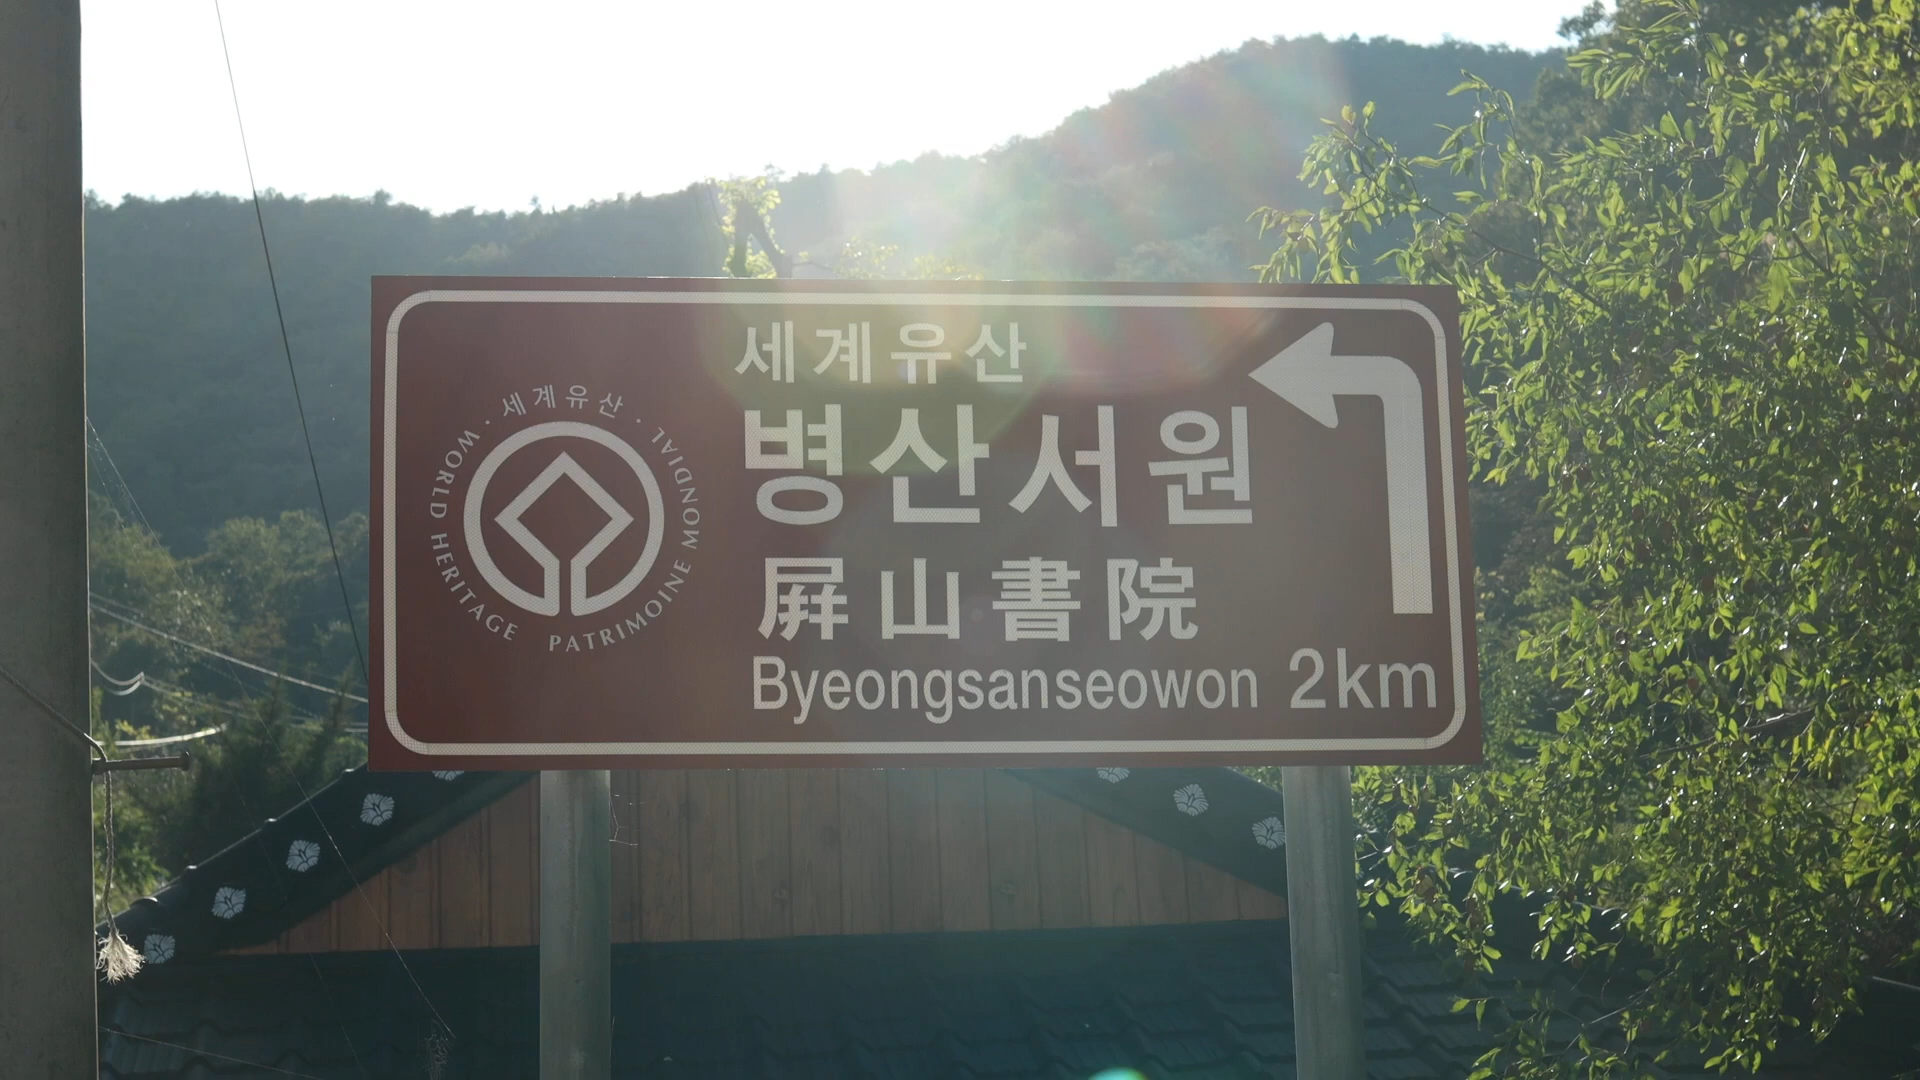 · 세계유산 ·
WORLD HERITAGE
PATRIMOINE MONDIAL
세계유산
병산서원
屛山書院
Byeongsanseowon 2km